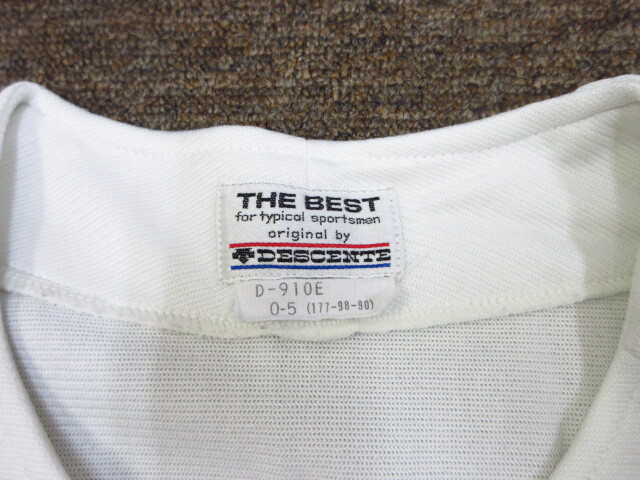 THE BEST
for typical sportsmen
original by
DESCENTE
D-910E
O-5 (177-98-90)